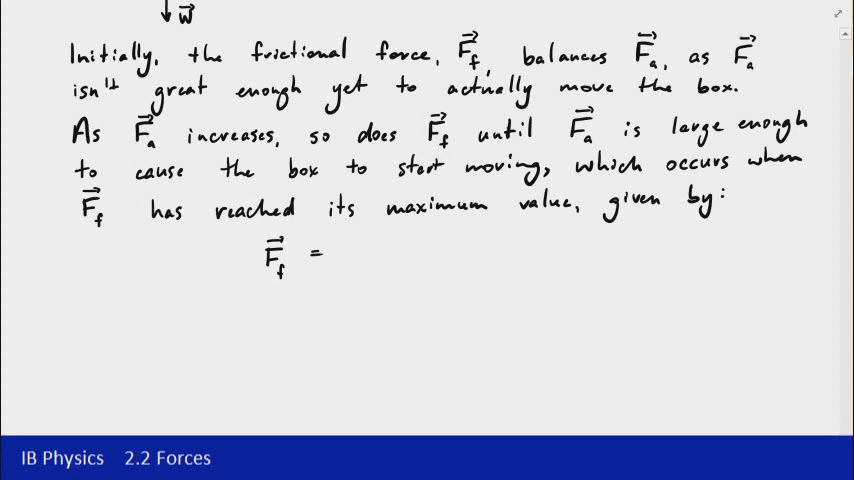 w⃗
Initially, the frictional force, F⃗f, balances F⃗a, as F⃗a
isn't great enough yet to actually move the box.
As F⃗a increases, so does F⃗f until F⃗a is large enough
to cause the box to start moving, which occurs when
F⃗f has reached its maximum value, given by:
F⃗f =
IB Physics 2.2 Forces